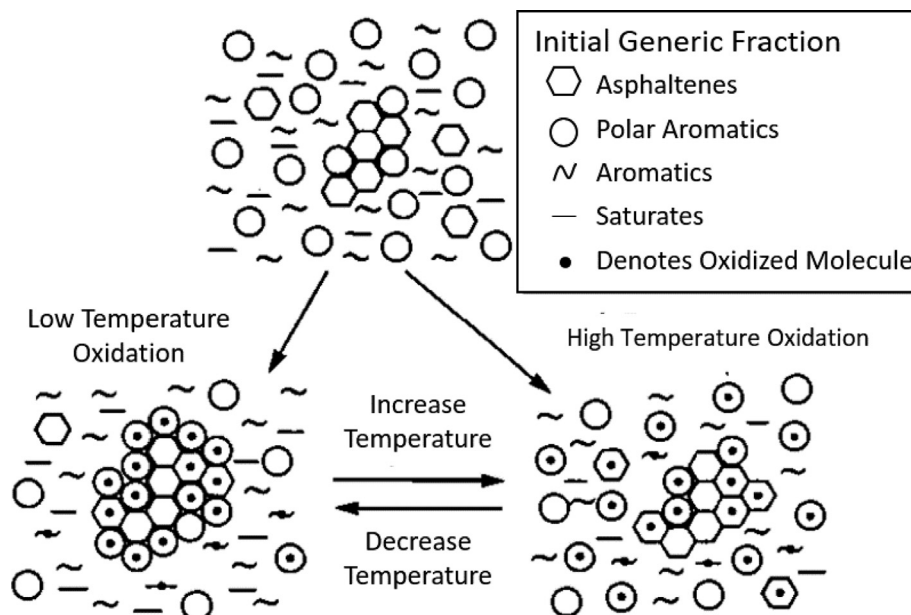 Initial Generic Fraction
Asphaltenes
Polar Aromatics
Aromatics
Saturates
Denotes Oxidized Molecule
Low Temperature
Oxidation
High Temperature Oxidation
Increase
Temperature
Decrease
Temperature